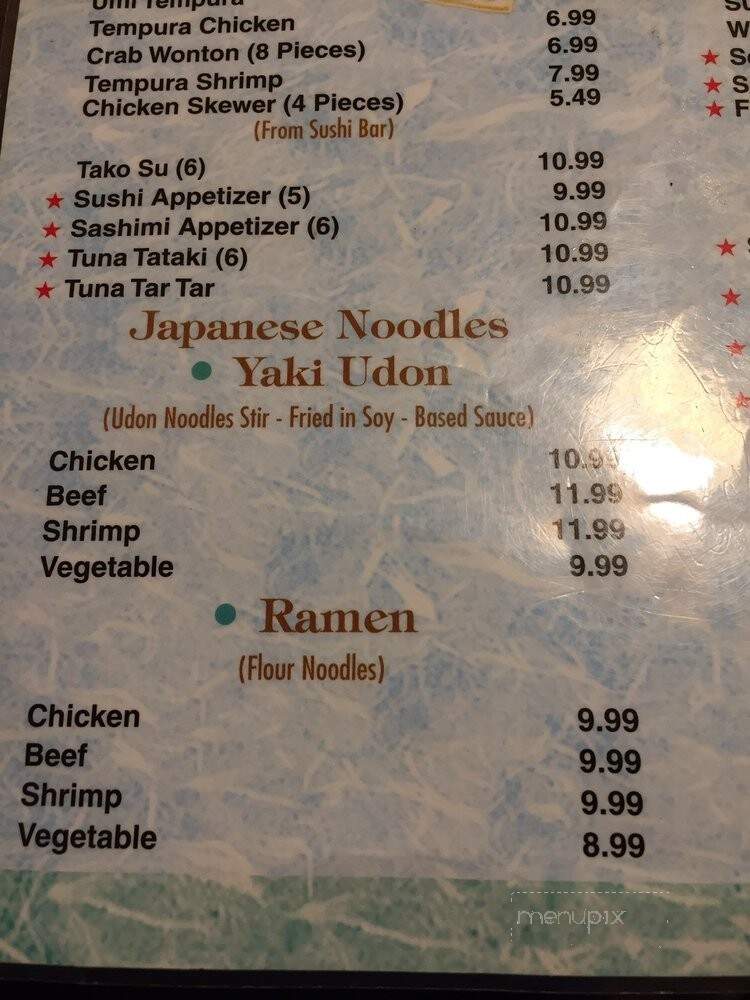 Umi Tempura
Tempura Chicken 6.99
Crab Wonton (8 Pieces) 6.99
Tempura Shrimp 7.99
Chicken Skewer (4 Pieces) 5.49
(From Sushi Bar)
Tako Su (6) 10.99
★ Sushi Appetizer (5) 9.99
★ Sashimi Appetizer (6) 10.99
★ Tuna Tataki (6) 10.99
★ Tuna Tar Tar 10.99
Japanese Noodles
• Yaki Udon
(Udon Noodles Stir - Fried in Soy - Based Sauce)
Chicken 10.99
Beef 11.99
Shrimp 11.99
Vegetable 9.99
• Ramen
(Flour Noodles)
Chicken 9.99
Beef 9.99
Shrimp 9.99
Vegetable 8.99
menupix